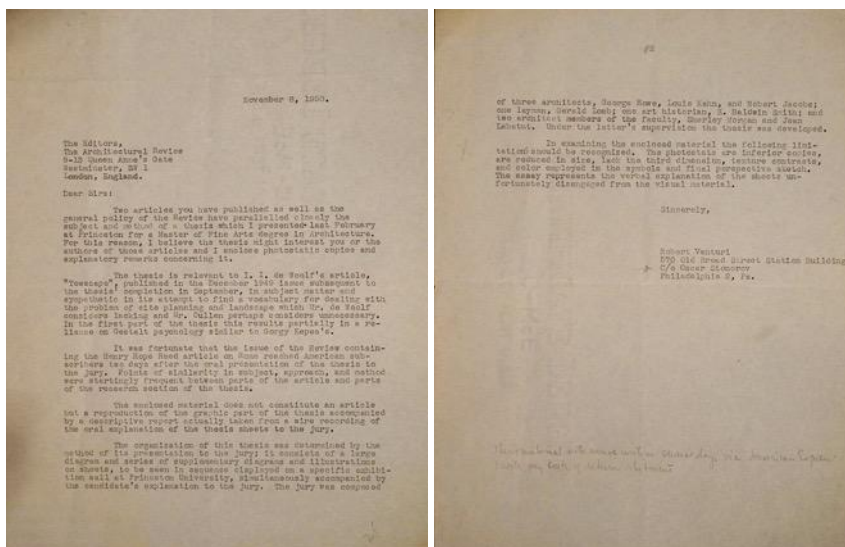 November 8, 1950.
The Editors,
The Architectural Review
9-13 Queen Anne's Gate
Westminster, SW 1
London, England.
Dear Sirs:
Two articles you have published as well as the
general policy of the Review have parallelled closely the
subject and method of a thesis which I presented last February
at Princeton for a Master of Fine Arts degree in Architecture.
For this reason, I believe the thesis might interest you or the
authors of those articles and I enclose photostatic copies and
explanatory remarks concerning it.
The thesis is relevant to I. I. de Woolf's article,
"Towscape", published in the December 1949 issue subsequent to
the thesis' completion in September, in subject matter and
sympathetic in its attempt to find a vocabulary for dealing with
the problem of site planning and landscape which Mr. de Woolf
considers lacking and Mr. Cullen perhaps considers unnecessary.
In the first part of the thesis this results partially in a re-
liance on Gestalt psycology similar to Gorgy Kepes's.
It was fortunate that the issue of the Review contain-
ing the Henry Hope Reed article on Rome reached American sub-
scribers two days after the oral presentation of the thesis to
the jury. Points of similarity in subject, approach, and method
were startingly frequent between parts of the article and parts
of the research section of the thesis.
The enclosed material does not constitute an article
but a reproduction of the graphic part of the thesis accompanied
by a descriptive report actually taken from a wire recording of
the oral explanation of the thesis sheets to the jury.
The organization of this thesis was determined by the
method of its presentation to the jury; it consists of a large
diagram and series of supplimentary diagrams and illustrations
on sheets, to be seen in sequence displayed on a specific exhibi-
tion wall at Princeton University, simultaneously accompanied by
the candidate's explanation to the jury. The jury was composed
#2
of three architects, George Howe, Louis Kahn, and Robert Jacobs;
one layman, Gerald Loeb; one art historian, E. Baldwin Smith; and
two architect members of the faculty, Sherley Morgan and Jean
Labatut. Under the latter's supervision the thesis was developed.
In examining the enclosed material the following limi-
tations should be recognized. The photostats are inferior copies,
are reduced in size, lack the third dimension, texture contrasts,
and color employed in the symbols and final perspective sketch.
The essay represents the verbal explanation of the sheets un-
fortunately disengaged from the visual material.
Sincerely,
Robert Venturi
570 Old Broad Street Station Building
C/o Oscar Stonorov
Philadelphia 2, Pa.